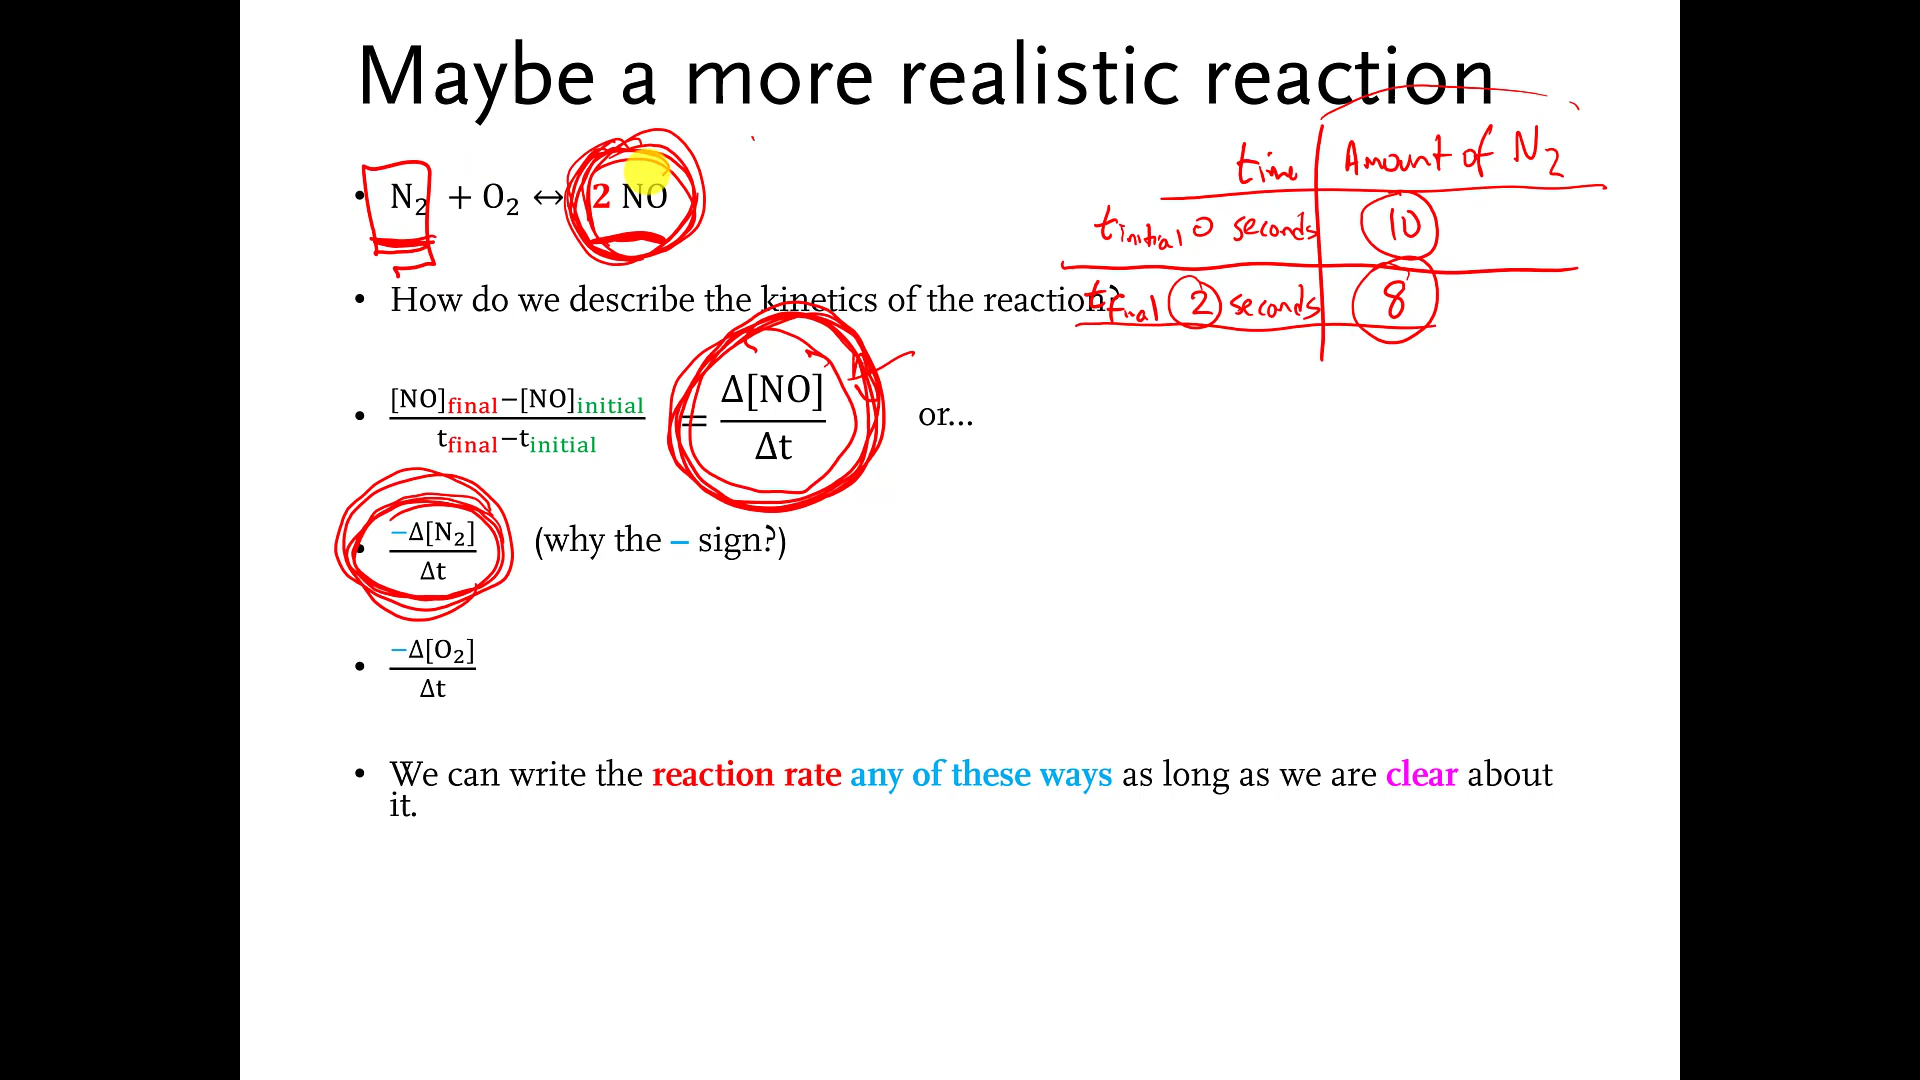 Maybe a more realistic reaction
time Amount of N₂
• N₂ + O₂ ↔ 2 NO
t initial 0 seconds 10
• How do we describe the kinetics of the reaction?
t final 2 seconds 8
• [NO]final−[NO]initial / tfinal−tinitial = Δ[NO] / Δt or...
• −Δ[N₂] / Δt (why the – sign?)
• −Δ[O₂] / Δt
• We can write the reaction rate any of these ways as long as we are clear about
it.